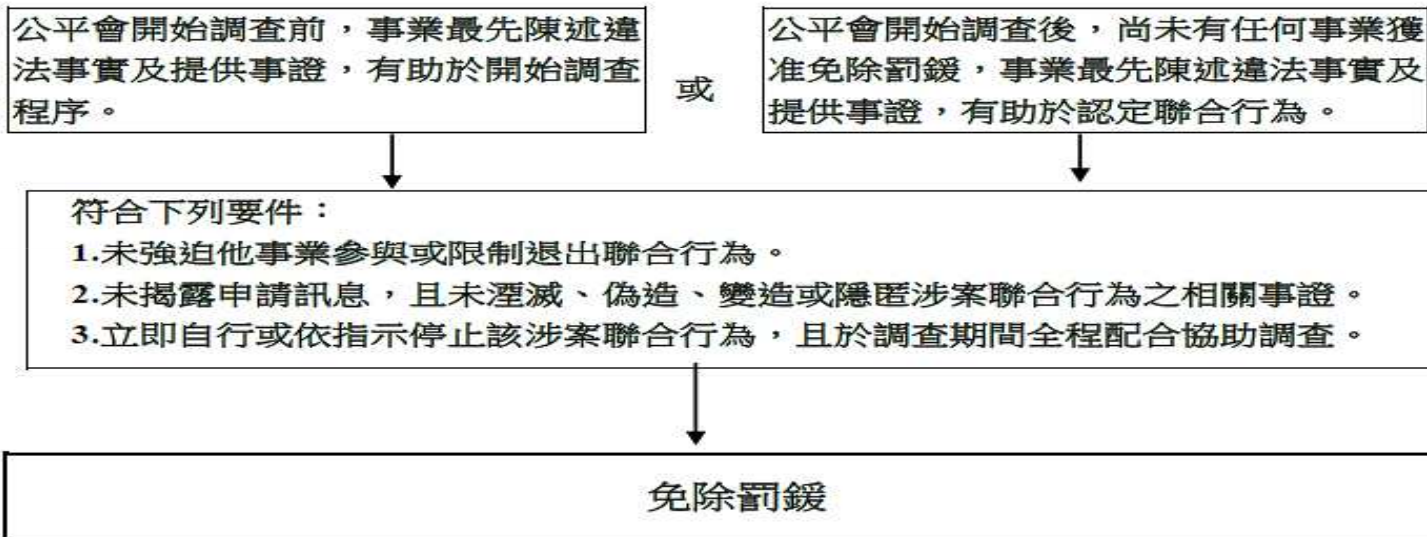 公平會開始調查前，事業最先陳述違
法事實及提供事證，有助於開始調查
程序。
或
公平會開始調查後，尚未有任何事業獲
准免除罰鍰，事業最先陳述違法事實及
提供事證，有助於認定聯合行為。
符合下列要件：
1.未強迫他事業參與或限制退出聯合行為。
2.未揭露申請訊息，且未湮滅、偽造、變造或隱匿涉案聯合行為之相關事證。
3.立即自行或依指示停止該涉案聯合行為，且於調查期間全程配合協助調查。
免除罰鍰